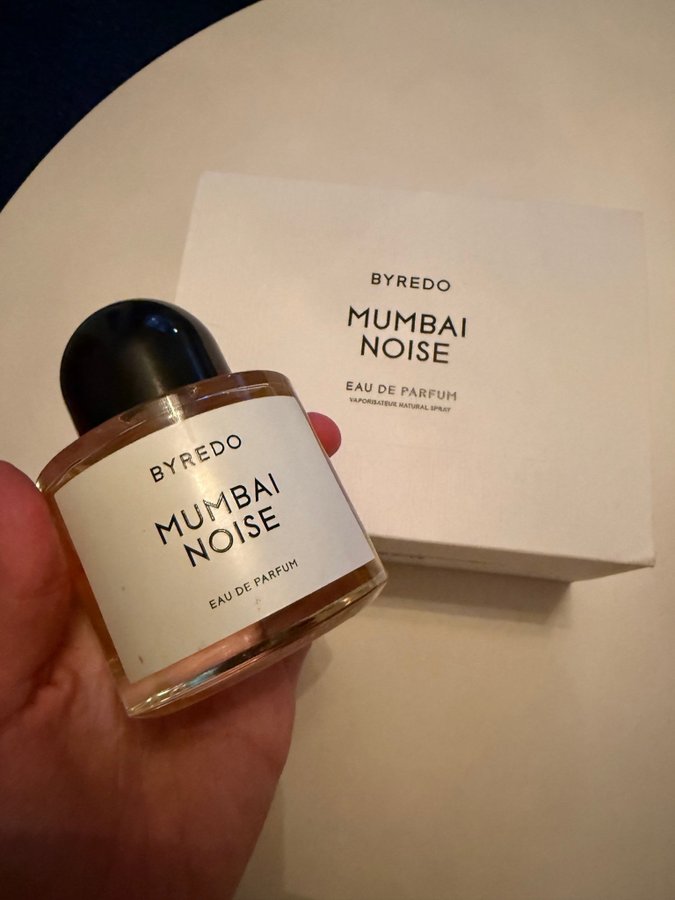 BYREDO
MUMBAI
NOISE
EAU DE PARFUM
VAPORISATEUR NATURAL SPRAY
BYREDO
MUMBAI
NOISE
EAU DE PARFUM